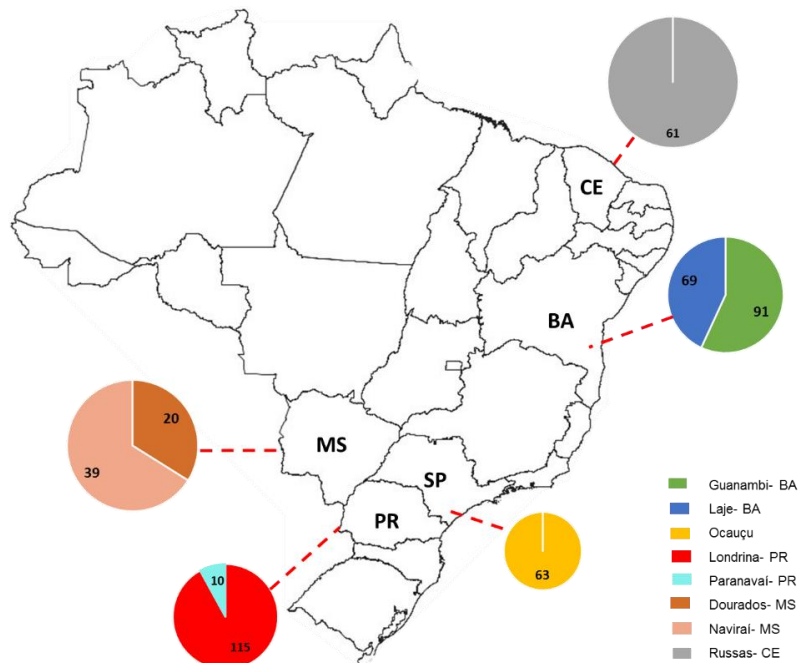 61
CE
69
91
BA
20
39
MS
SP
PR
63
10
115
Guanambi- BA
Laje- BA
Ocauçu
Londrina- PR
Paranavaí- PR
Dourados- MS
Naviraí- MS
Russas- CE